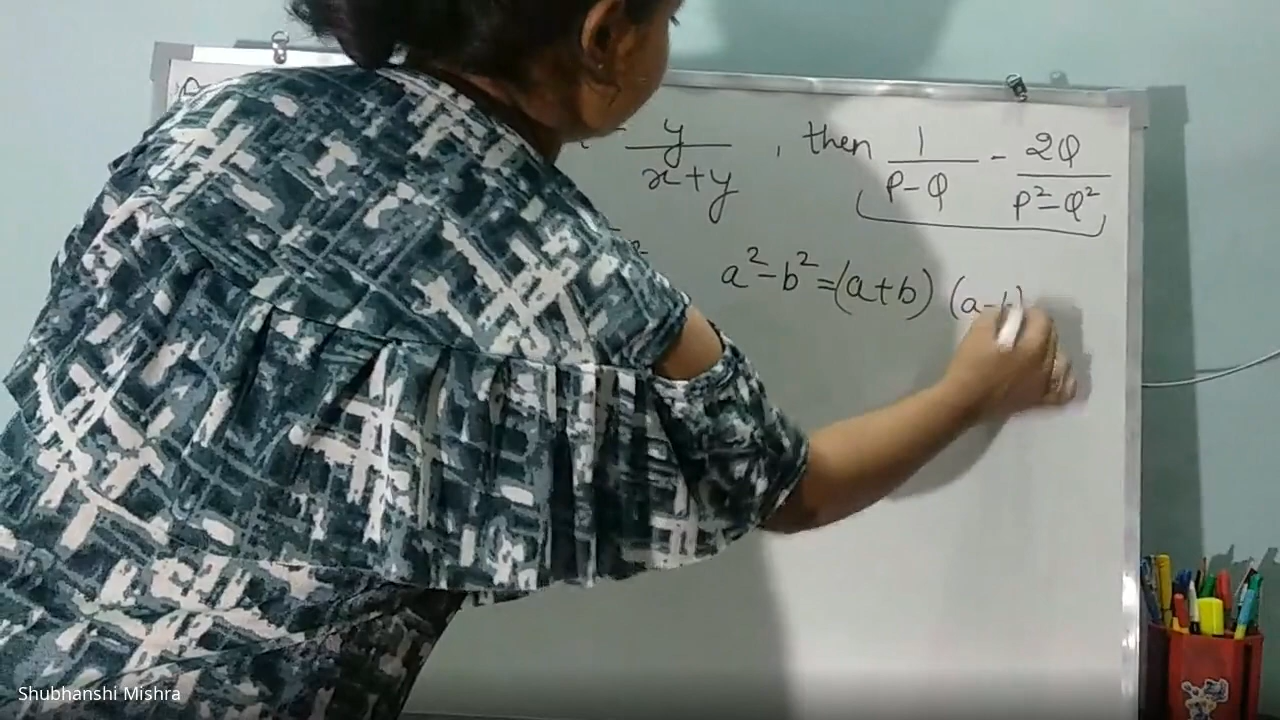 y/(x+y) , then 1/(P-Q) - 2Q/(P²-Q²)
a²-b²=(a+b) (a-b)
Shubhanshi Mishra